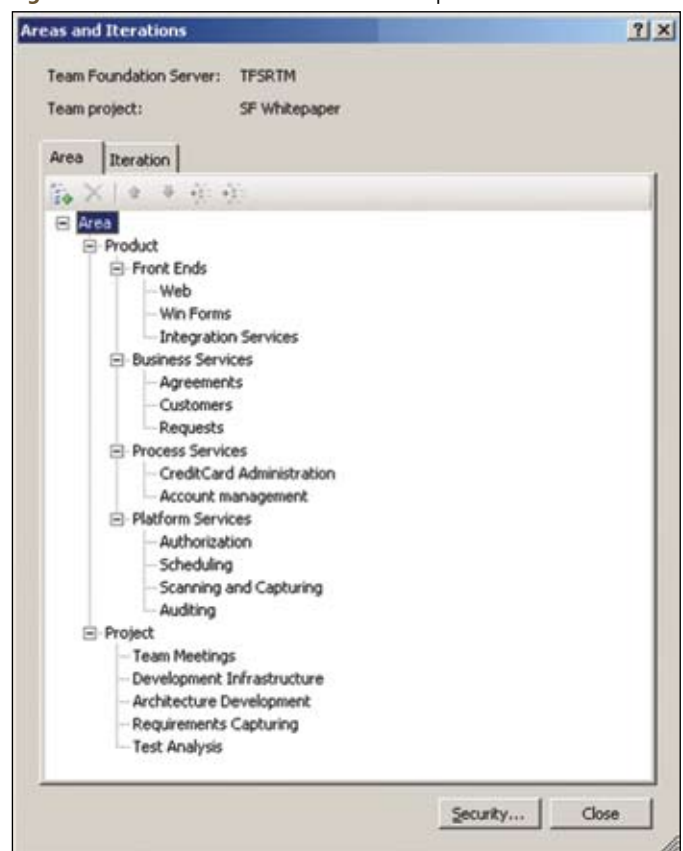 Areas and Iterations
Team Foundation Server: TFSRTM
Team project: SF Whitepaper
Area Iteration
Area
Product
Front Ends
Web
Win Forms
Integration Services
Business Services
Agreements
Customers
Requests
Process Services
CreditCard Administration
Account management
Platform Services
Authorization
Scheduling
Scanning and Capturing
Auditing
Project
Team Meetings
Development Infrastructure
Architecture Development
Requirements Capturing
Test Analysis
Security... Close